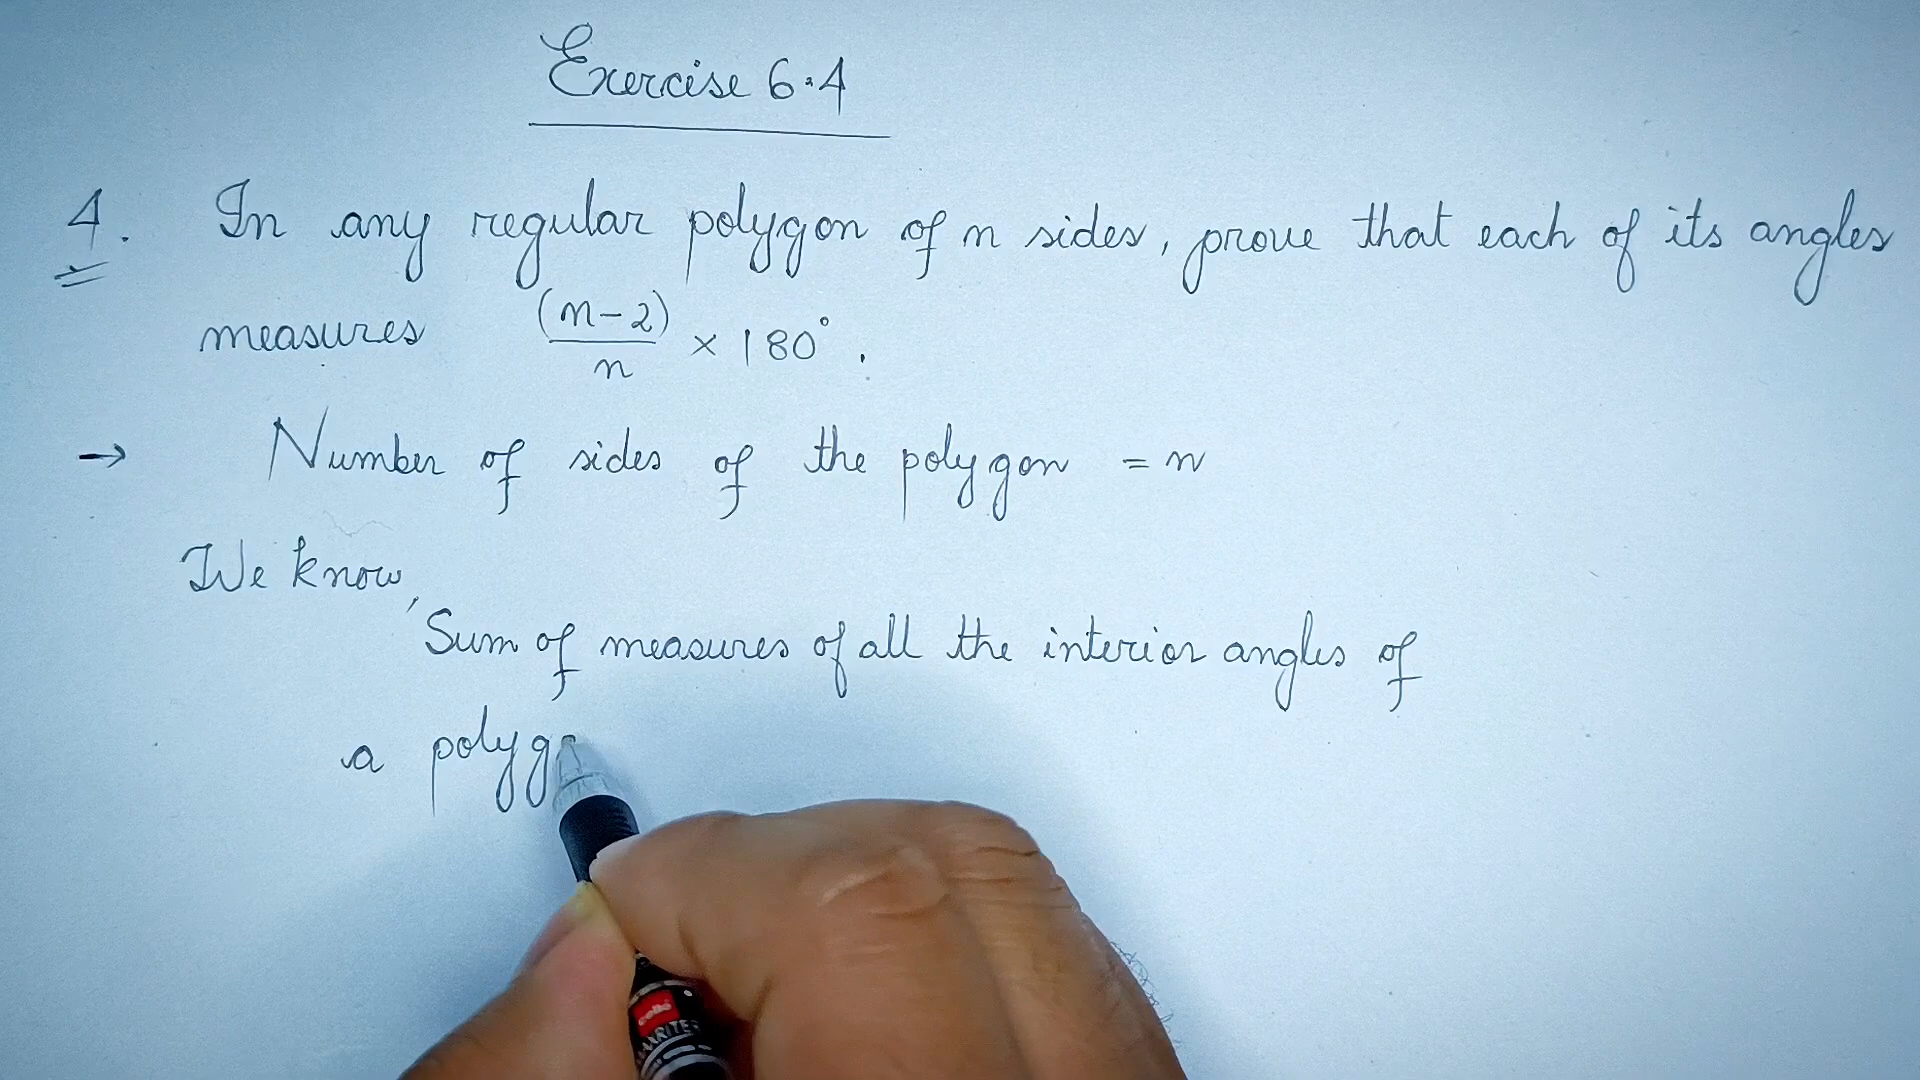 Exercise 6.4
4. In any regular polygon of n sides, prove that each of its angles
measures (n-2)/n × 180°.
→ Number of sides of the polygon = n
We know,
Sum of measures of all the interior angles of
a polyg
cello